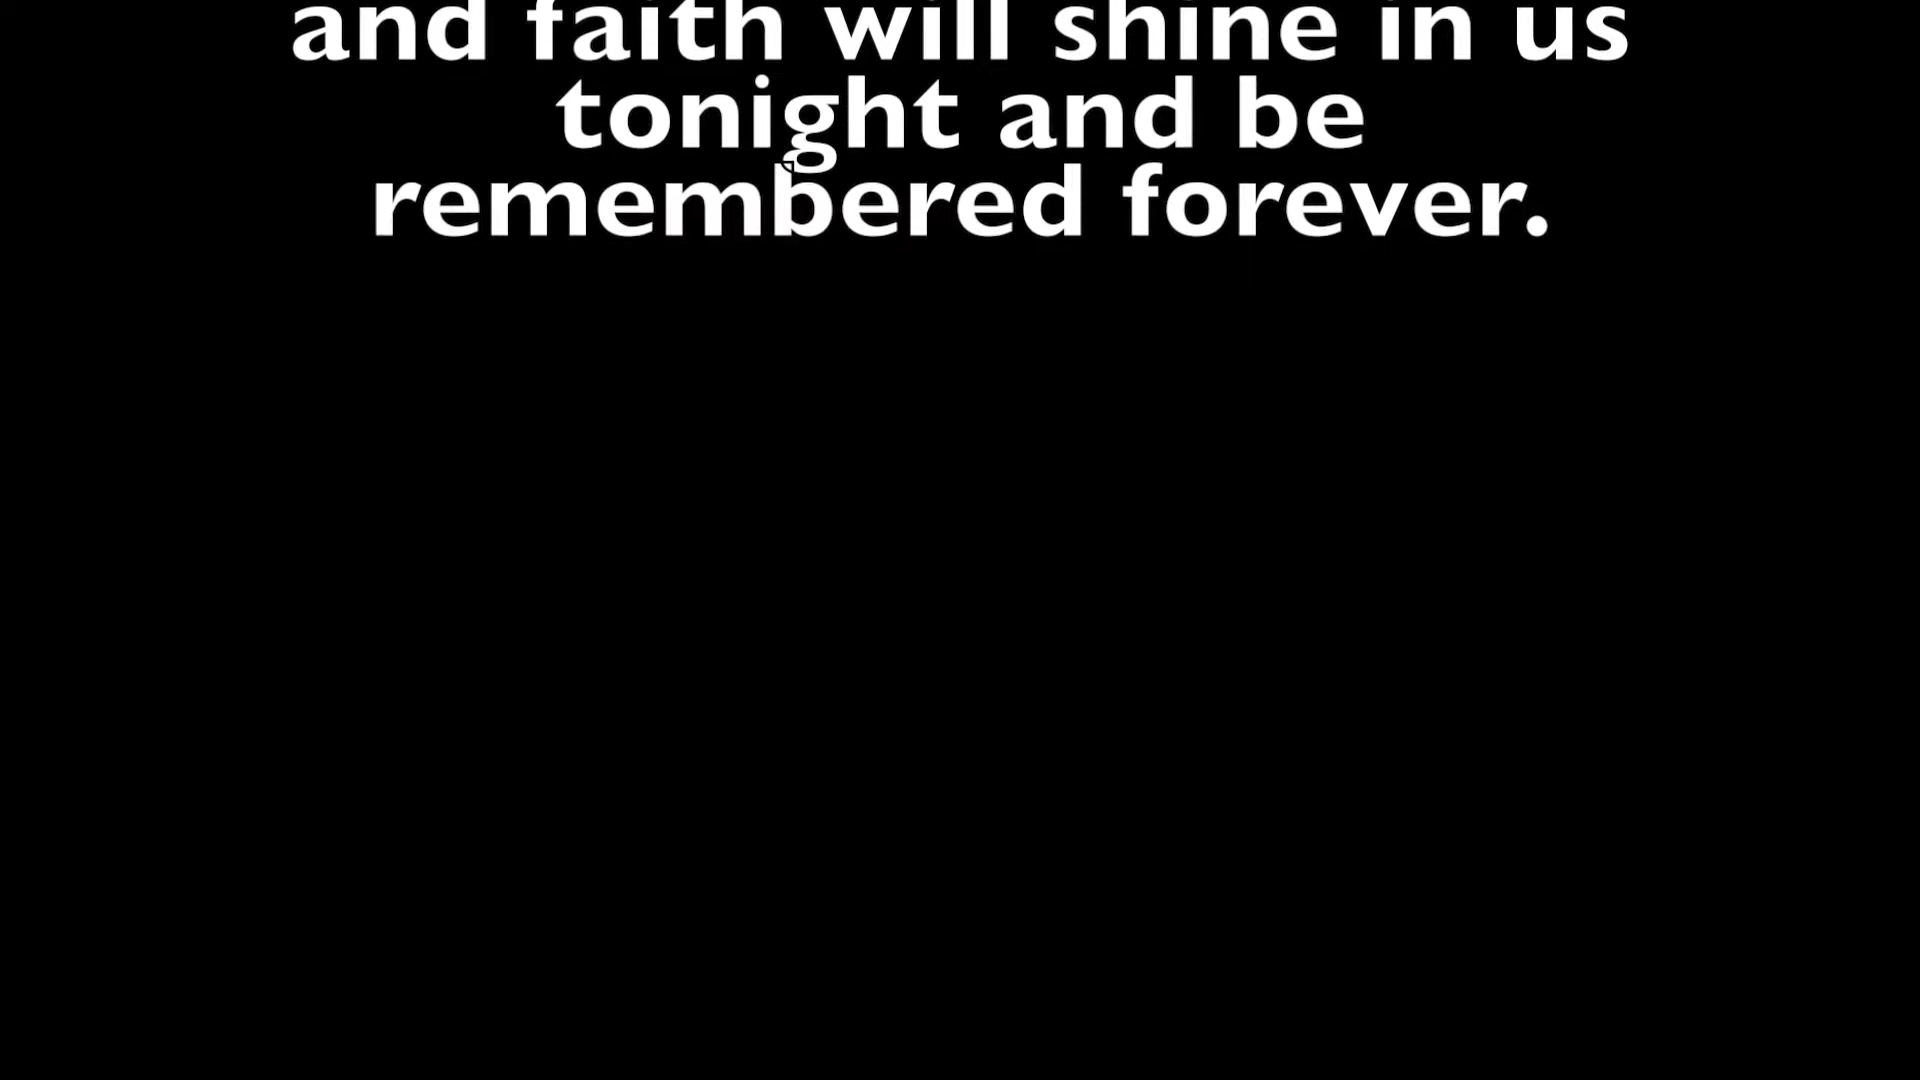 and faith will shine in us
tonight and be
remembered forever.